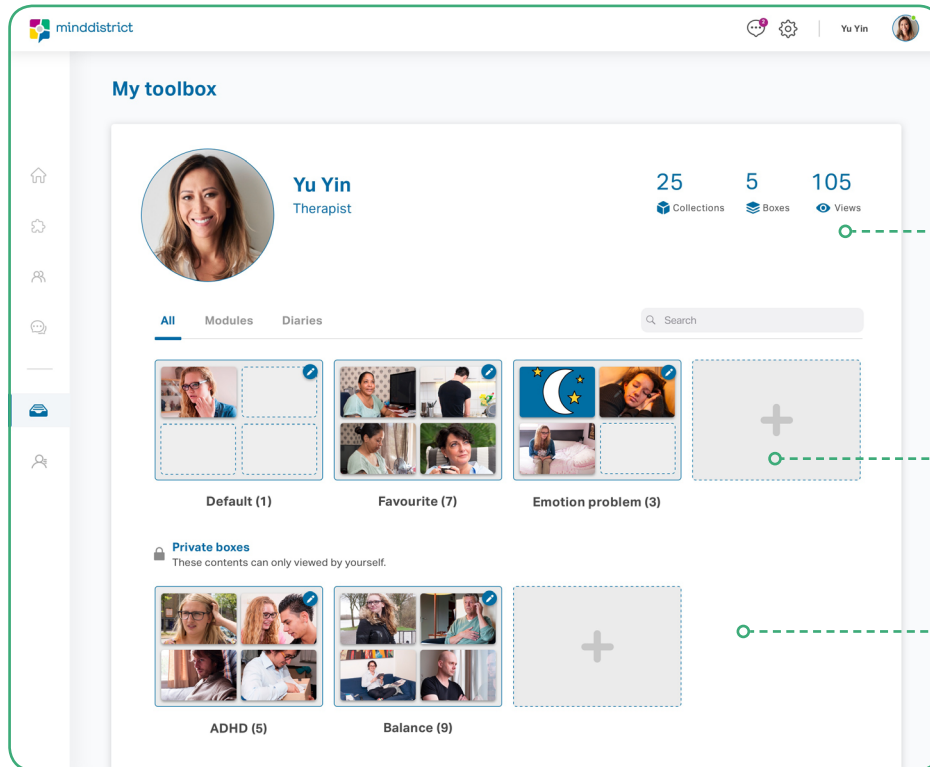 minddistrict
3
Yu Yin
My toolbox
Yu Yin
Therapist
25
5
105
Collections
Boxes
Views
All
Modules
Diaries
Search
Default (1)
Favourite (7)
Emotion problem (3)
Private boxes
These contents can only viewed by yourself.
ADHD (5)
Balance (9)